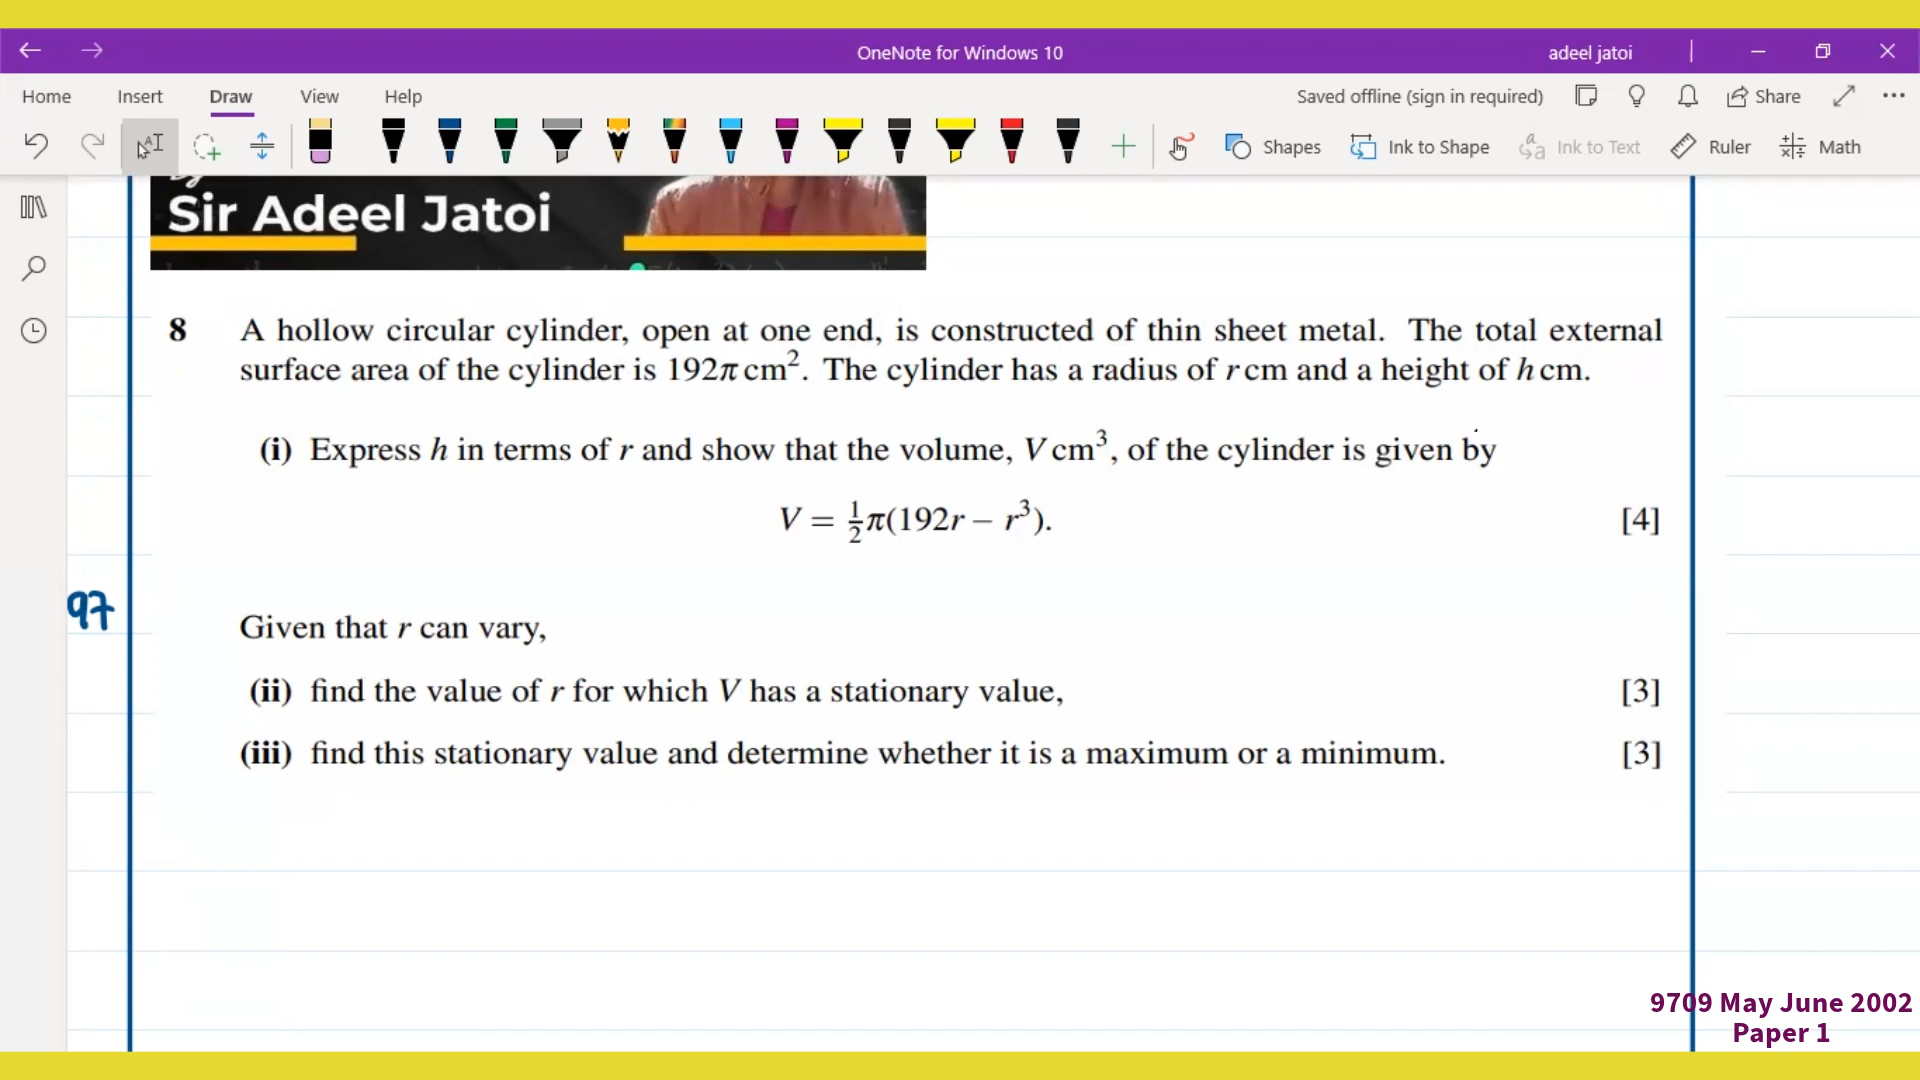 OneNote for Windows 10
adeel jatoi
Home Insert Draw View Help
Saved offline (sign in required)
Share
Shapes Ink to Shape Ink to Text Ruler Math
Sir Adeel Jatoi
8 A hollow circular cylinder, open at one end, is constructed of thin sheet metal. The total external
surface area of the cylinder is 192π cm². The cylinder has a radius of r cm and a height of h cm.
(i) Express h in terms of r and show that the volume, V cm³, of the cylinder is given by
V = ½π(192r – r³). [4]
97
Given that r can vary,
(ii) find the value of r for which V has a stationary value, [3]
(iii) find this stationary value and determine whether it is a maximum or a minimum. [3]
9709 May June 2002
Paper 1